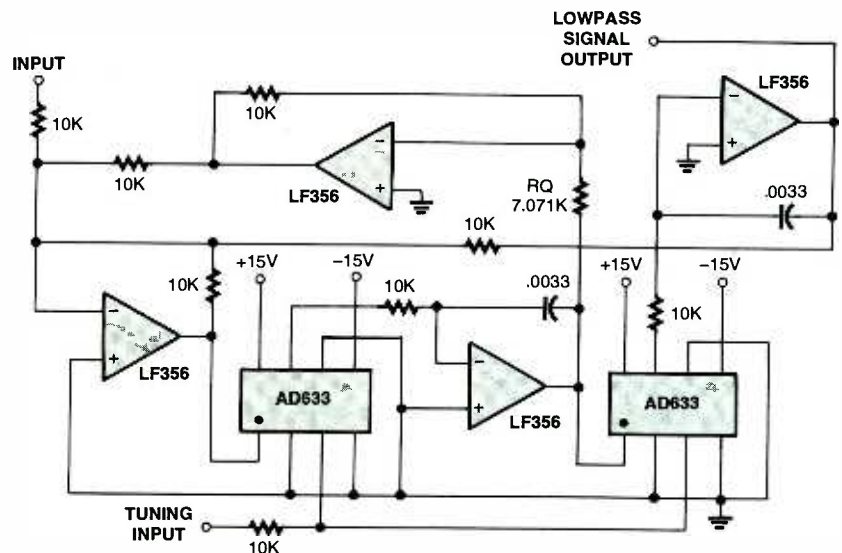 LOWPASS
SIGNAL
OUTPUT
INPUT
LF356
10K
10K
10K
LF356
RQ
7.071K
.0033
10K
10K
+15V
−15V
10K
.0033
+15V
−15V
10K
LF356
AD633
LF356
AD633
TUNING
INPUT
10K